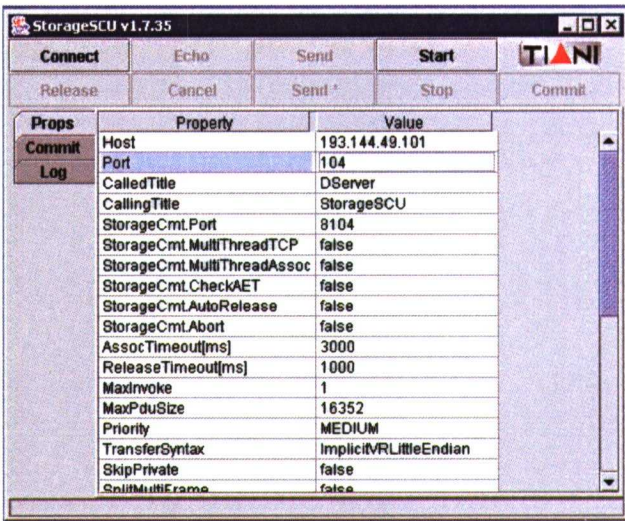 StorageSCU v1.7.35
Connect Echo Send Start TIANI
Release Cancel Send * Stop Commit
Props Property Value
Commit Host 193.144.49.101
Log Port 104
CalledTitle DServer
CallingTitle StorageSCU
StorageCmt.Port 8104
StorageCmt.MultiThreadTCP false
StorageCmt.MultiThreadAssoc false
StorageCmt.CheckAET false
StorageCmt.AutoRelease false
StorageCmt.Abort false
AssocTimeout[ms] 3000
ReleaseTimeout[ms] 1000
MaxInvoke 1
MaxPduSize 16352
Priority MEDIUM
TransferSyntax ImplicitVRLittleEndian
SkipPrivate false
SplitMultiFrame false